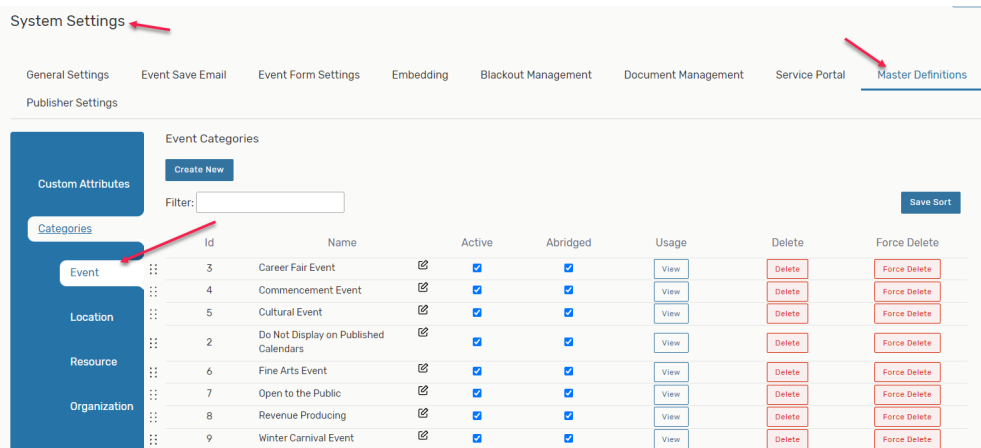 System Settings
General Settings Event Save Email Event Form Settings Embedding Blackout Management Document Management Service Portal Master Definitions
Publisher Settings
Event Categories
Create New
Custom Attributes
Filter:
Save Sort
Categories
Id Name Active Abridged Usage Delete Force Delete
Event
3 Career Fair Event View Delete Force Delete
4 Commencement Event View Delete Force Delete
Location
5 Cultural Event View Delete Force Delete
2 Do Not Display on Published
Calendars View Delete Force Delete
Resource
6 Fine Arts Event View Delete Force Delete
7 Open to the Public View Delete Force Delete
Organization
8 Revenue Producing View Delete Force Delete
9 Winter Carnival Event View Delete Force Delete